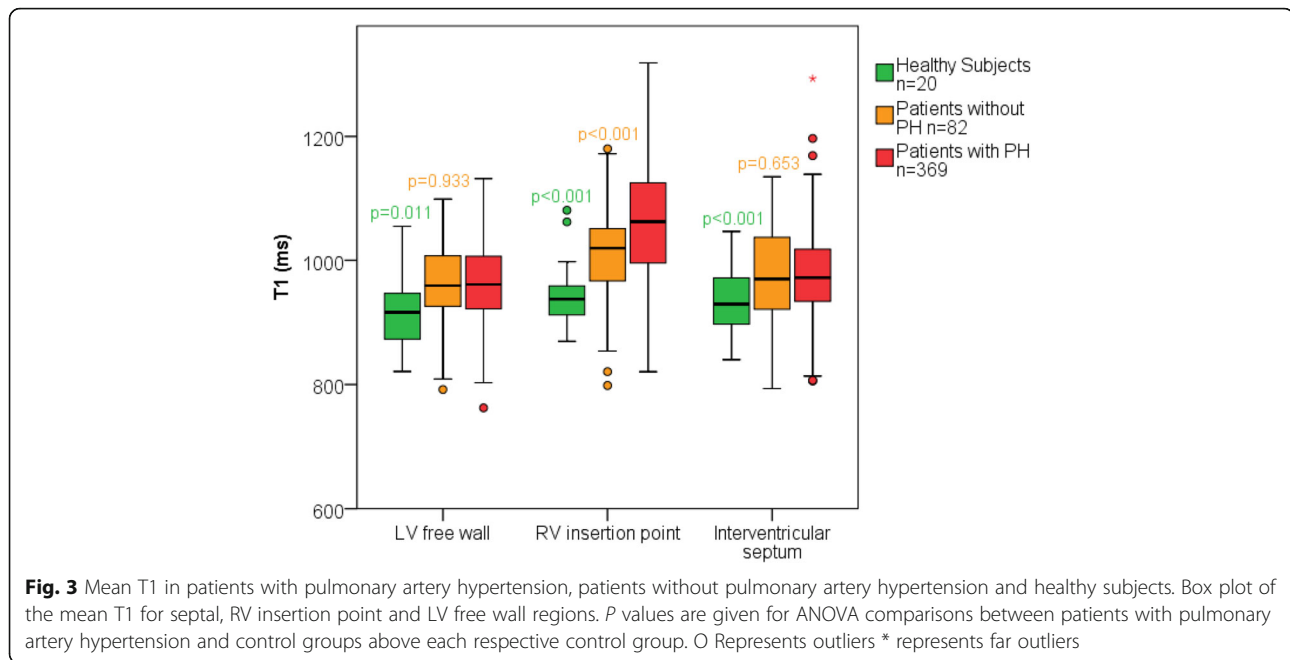 Healthy Subjects
n=20
Patients without
PH n=82
Patients with PH
n=369
*
1200
1000
800
600
T1 (ms)
p=0.011
p=0.933
p<0.001
p<0.001
p<0.001
p=0.653
LV free wall
RV insertion point
Interventricular
septum
Fig. 3 Mean T1 in patients with pulmonary artery hypertension, patients without pulmonary artery hypertension and healthy subjects. Box plot of
the mean T1 for septal, RV insertion point and LV free wall regions. P values are given for ANOVA comparisons between patients with pulmonary
artery hypertension and control groups above each respective control group. O Represents outliers * represents far outliers